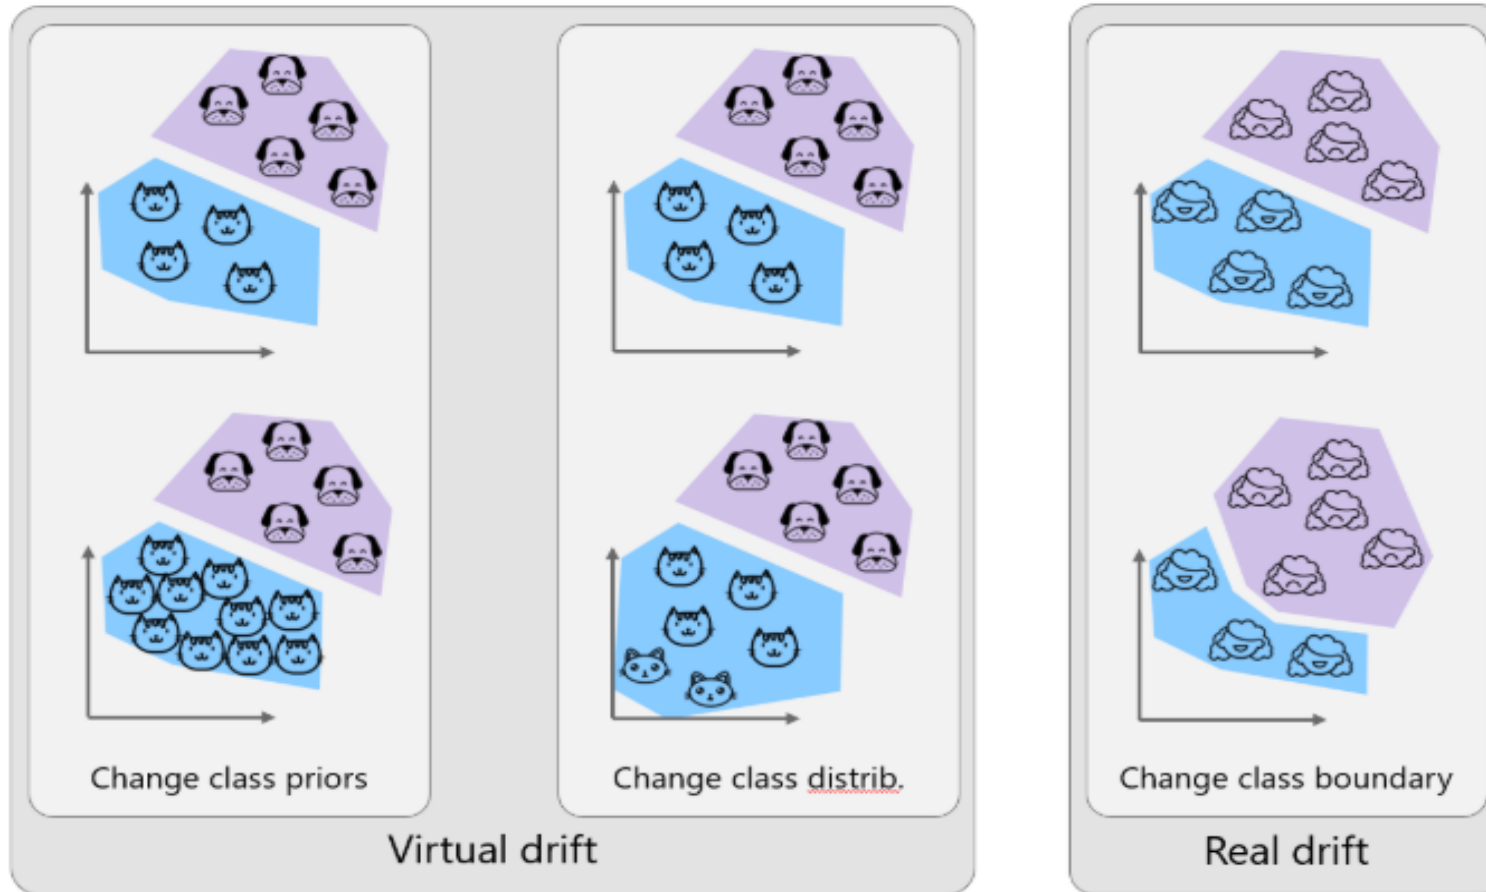 Change class priors
Change class distrib.
Change class boundary
Virtual drift
Real drift